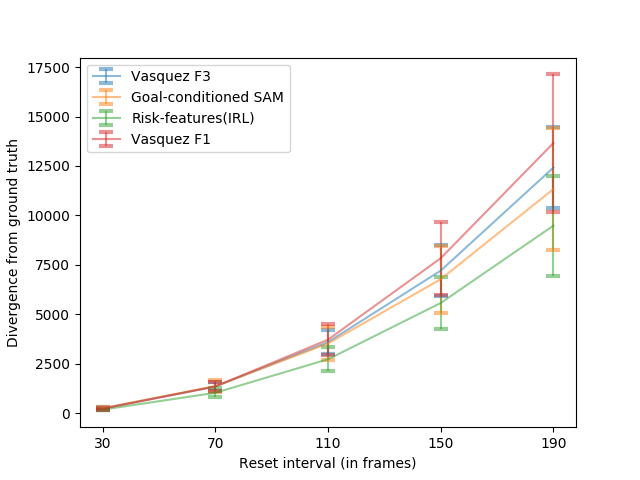 17500
15000
12500
10000
7500
5000
2500
0
Divergence from ground truth
Vasquez F3
Goal-conditioned SAM
Risk-features(IRL)
Vasquez F1
30 70 110 150 190
Reset interval (in frames)